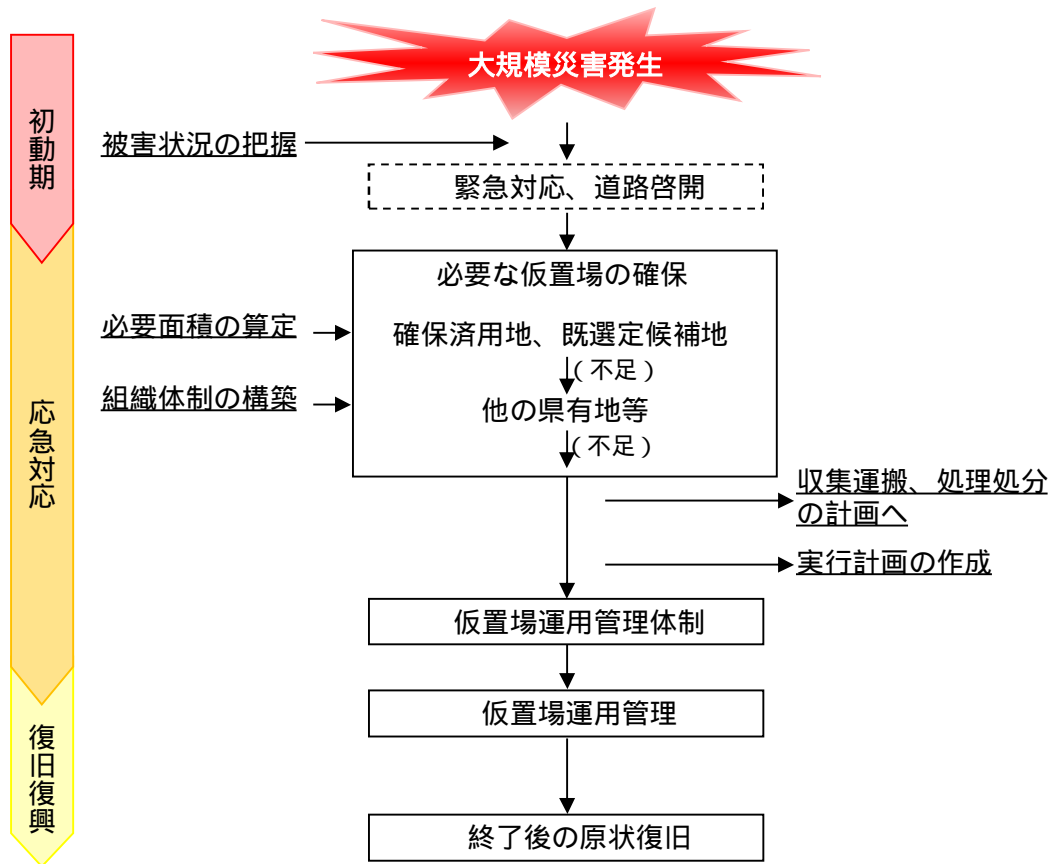 大規模災害発生
初動期
被害状況の把握
緊急対応、道路啓開
必要な仮置場の確保
必要面積の算定
確保済用地、既選定候補地
(不足)
組織体制の構築
他の県有地等
(不足)
応急対応
収集運搬、処理処分
の計画へ
実行計画の作成
仮置場運用管理体制
仮置場運用管理
復旧復興
終了後の原状復旧